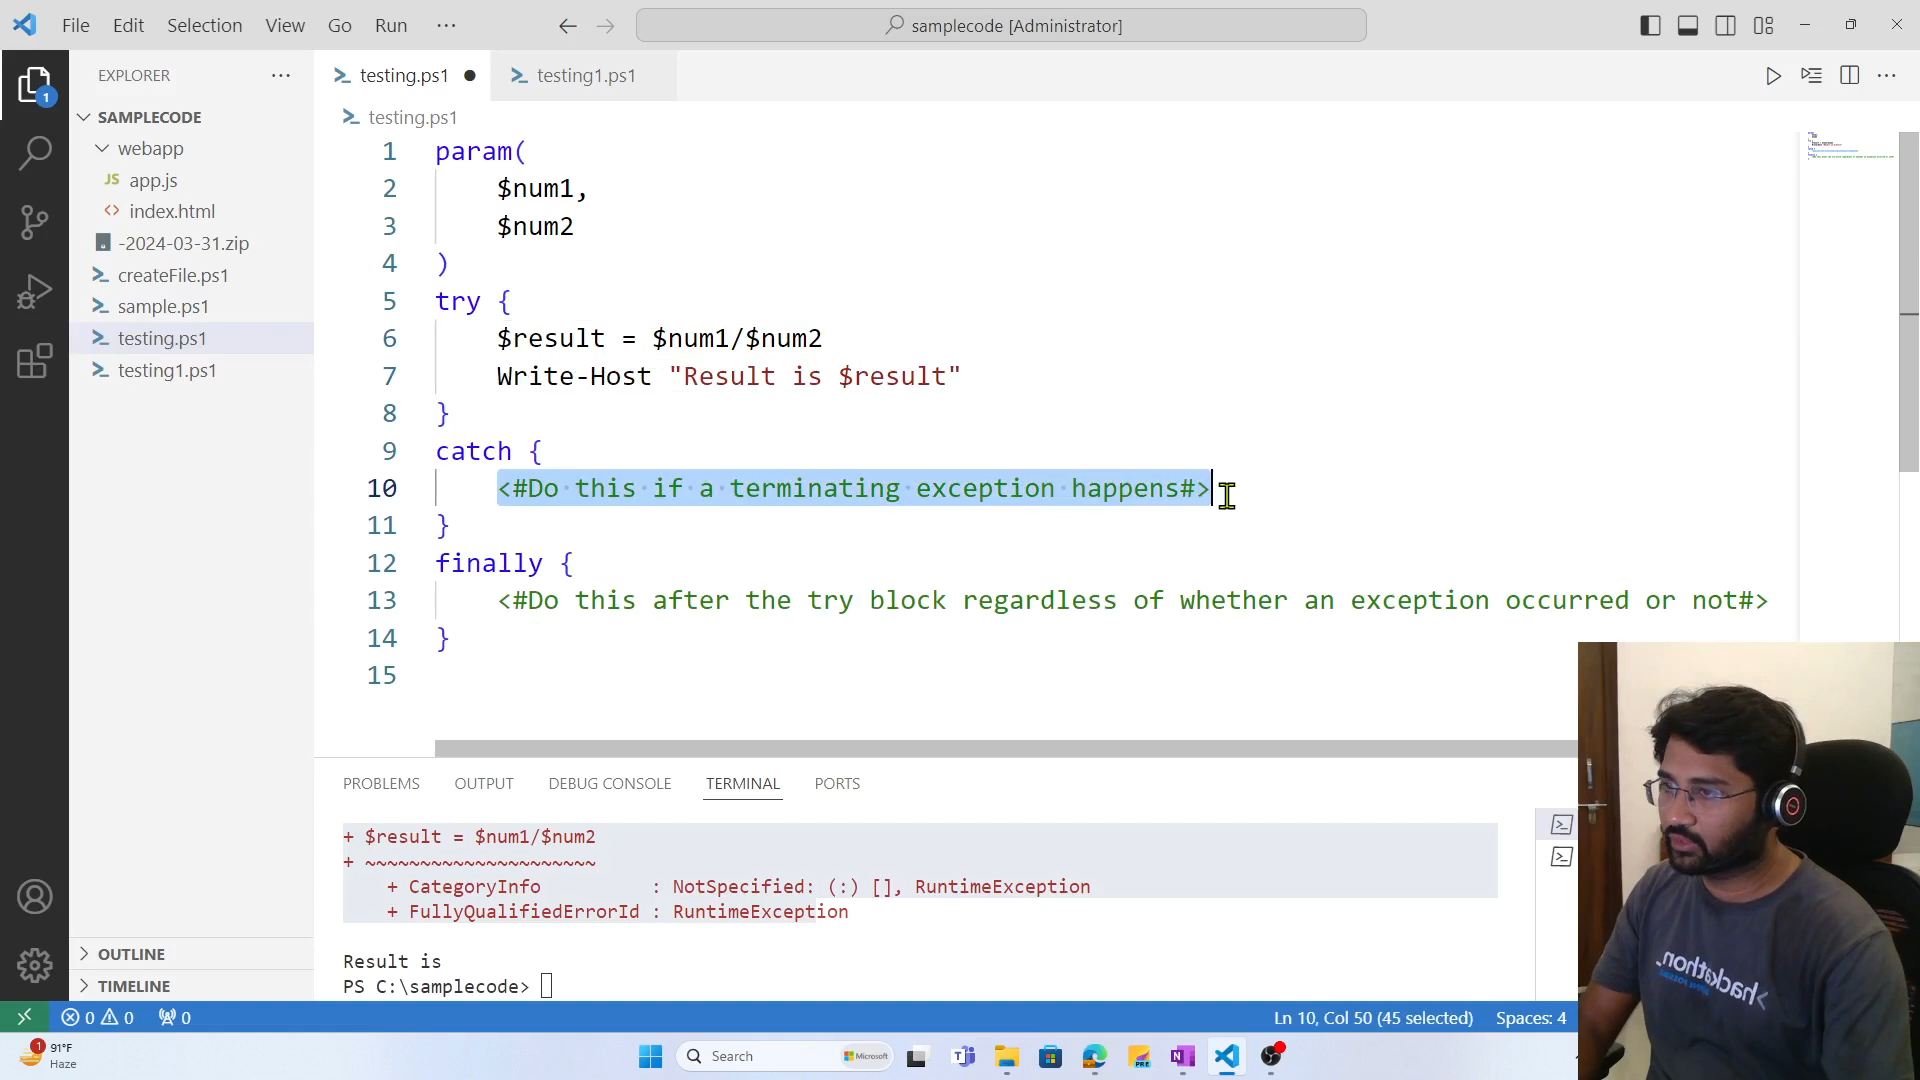 File Edit Selection View Go Run ··· samplecode [Administrator]
EXPLORER ···
1
SAMPLECODE
webapp
JS app.js
<> index.html
-2024-03-31.zip
createFile.ps1
sample.ps1
testing.ps1
testing1.ps1
OUTLINE
TIMELINE
testing.ps1 testing1.ps1
testing.ps1
1 param(
2 $num1,
3 $num2
4 )
5 try {
6 $result = $num1/$num2
7 Write-Host "Result is $result"
8 }
9 catch {
10 <#Do this if a terminating exception happens#>
11 }
12 finally {
13 <#Do this after the try block regardless of whether an exception occurred or not#>
14 }
15
PROBLEMS OUTPUT DEBUG CONSOLE TERMINAL PORTS
+ $result = $num1/$num2
+ ~~~~~~~~~~~~~~~~~~~~~
+ CategoryInfo : NotSpecified: (:) [], RuntimeException
+ FullyQualifiedErrorId : RuntimeException
Result is
PS C:\samplecode>
0 0 0 Ln 10, Col 50 (45 selected) Spaces: 4
1 91°F
Haze
Search Microsoft
PRE
>hackathon_